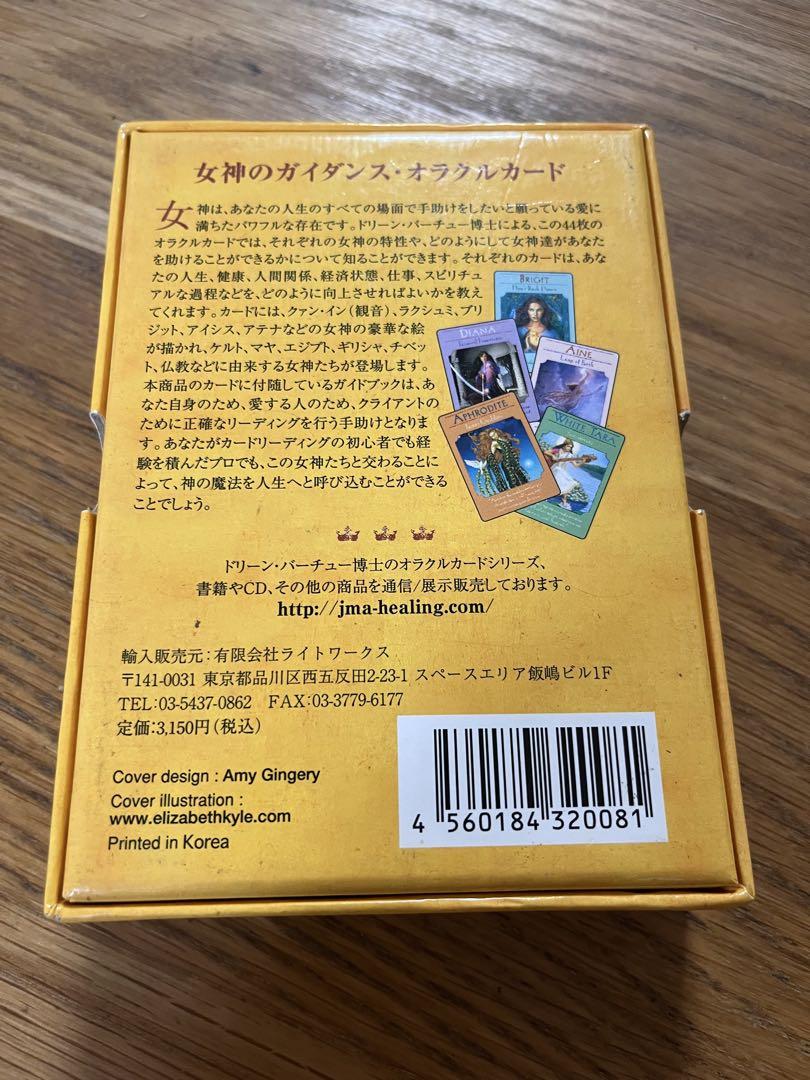 女神のガイダンス・オラクルカード
女神は、あなたの人生のすべての場面で手助けをしたいと願っている愛に
満ちたパワフルな存在です。ドリーン・バーチュー博士による、この44枚の
オラクルカードでは、それぞれの女神の特性や、どのようにして女神達があなた
を助けることができるかについて知ることができます。それぞれのカードは、あな
たの人生、健康、人間関係、経済状態、仕事、スピリチュ
アルな過程などを、どのように向上させればよいかを教え
てくれます。カードには、クァン・イン(観音)、ラクシュミ、ブリ
ジット、アイシス、アテナなどの女神の豪華な絵
が描かれ、ケルト、マヤ、エジプト、ギリシャ、チベッ
ト、仏教などに由来する女神たちが登場します。
本商品のカードに付随しているガイドブックは、あ
なた自身のため、愛する人のため、クライアントの
ために正確なリーディングを行う手助けとなりま
す。あなたがカードリーディングの初心者でも経
験を積んだプロでも、この女神たちと交わることに
よって、神の魔法を人生へと呼び込むことができる
ことでしょう。
BRIGIT
DIANA
AINE
Leap of Faith
APHRODITE
WHITE TARA
ドリーン・バーチュー博士のオラクルカードシリーズ、
書籍やCD、その他の商品を通信/展示販売しております。
http://jma-healing.com/
輸入販売元:有限会社ライトワークス
〒141-0031 東京都品川区西五反田2-23-1 スペースエリア飯嶋ビル1F
TEL:03-5437-0862 FAX:03-3779-6177
定価:3,150円(税込)
Cover design : Amy Gingery
Cover illustration :
www.elizabethkyle.com
Printed in Korea
4 560184 320081